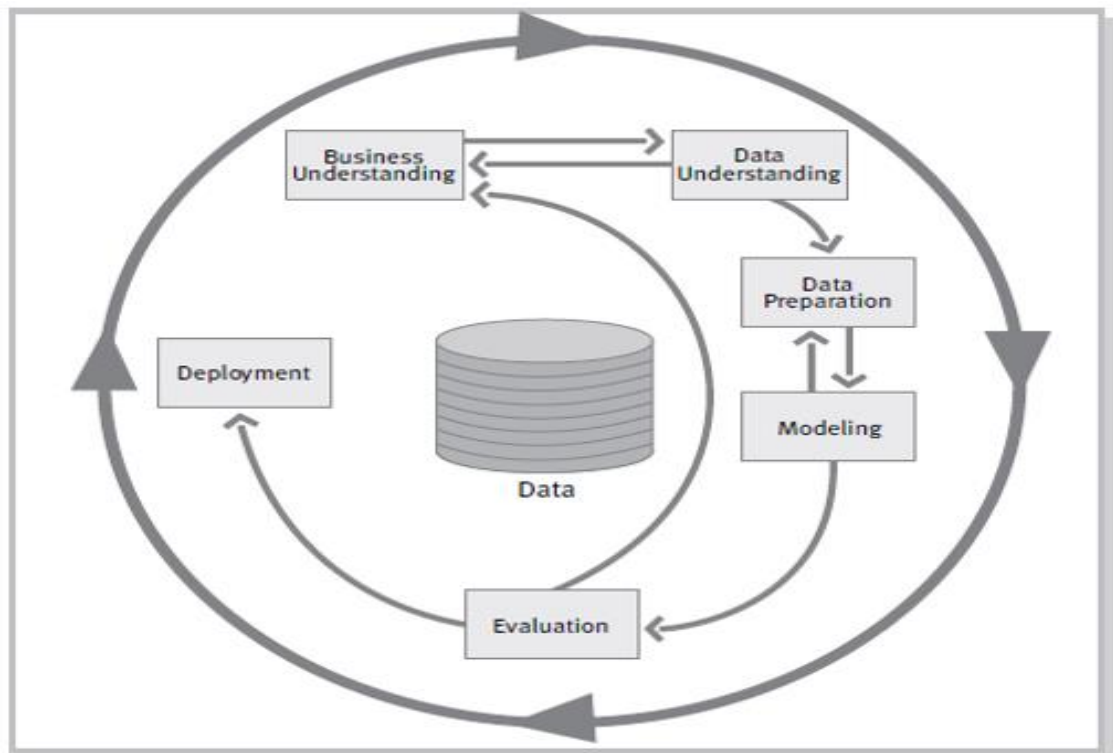 Business
Understanding
Data
Understanding
Data
Preparation
Deployment
Modeling
Data
Evaluation